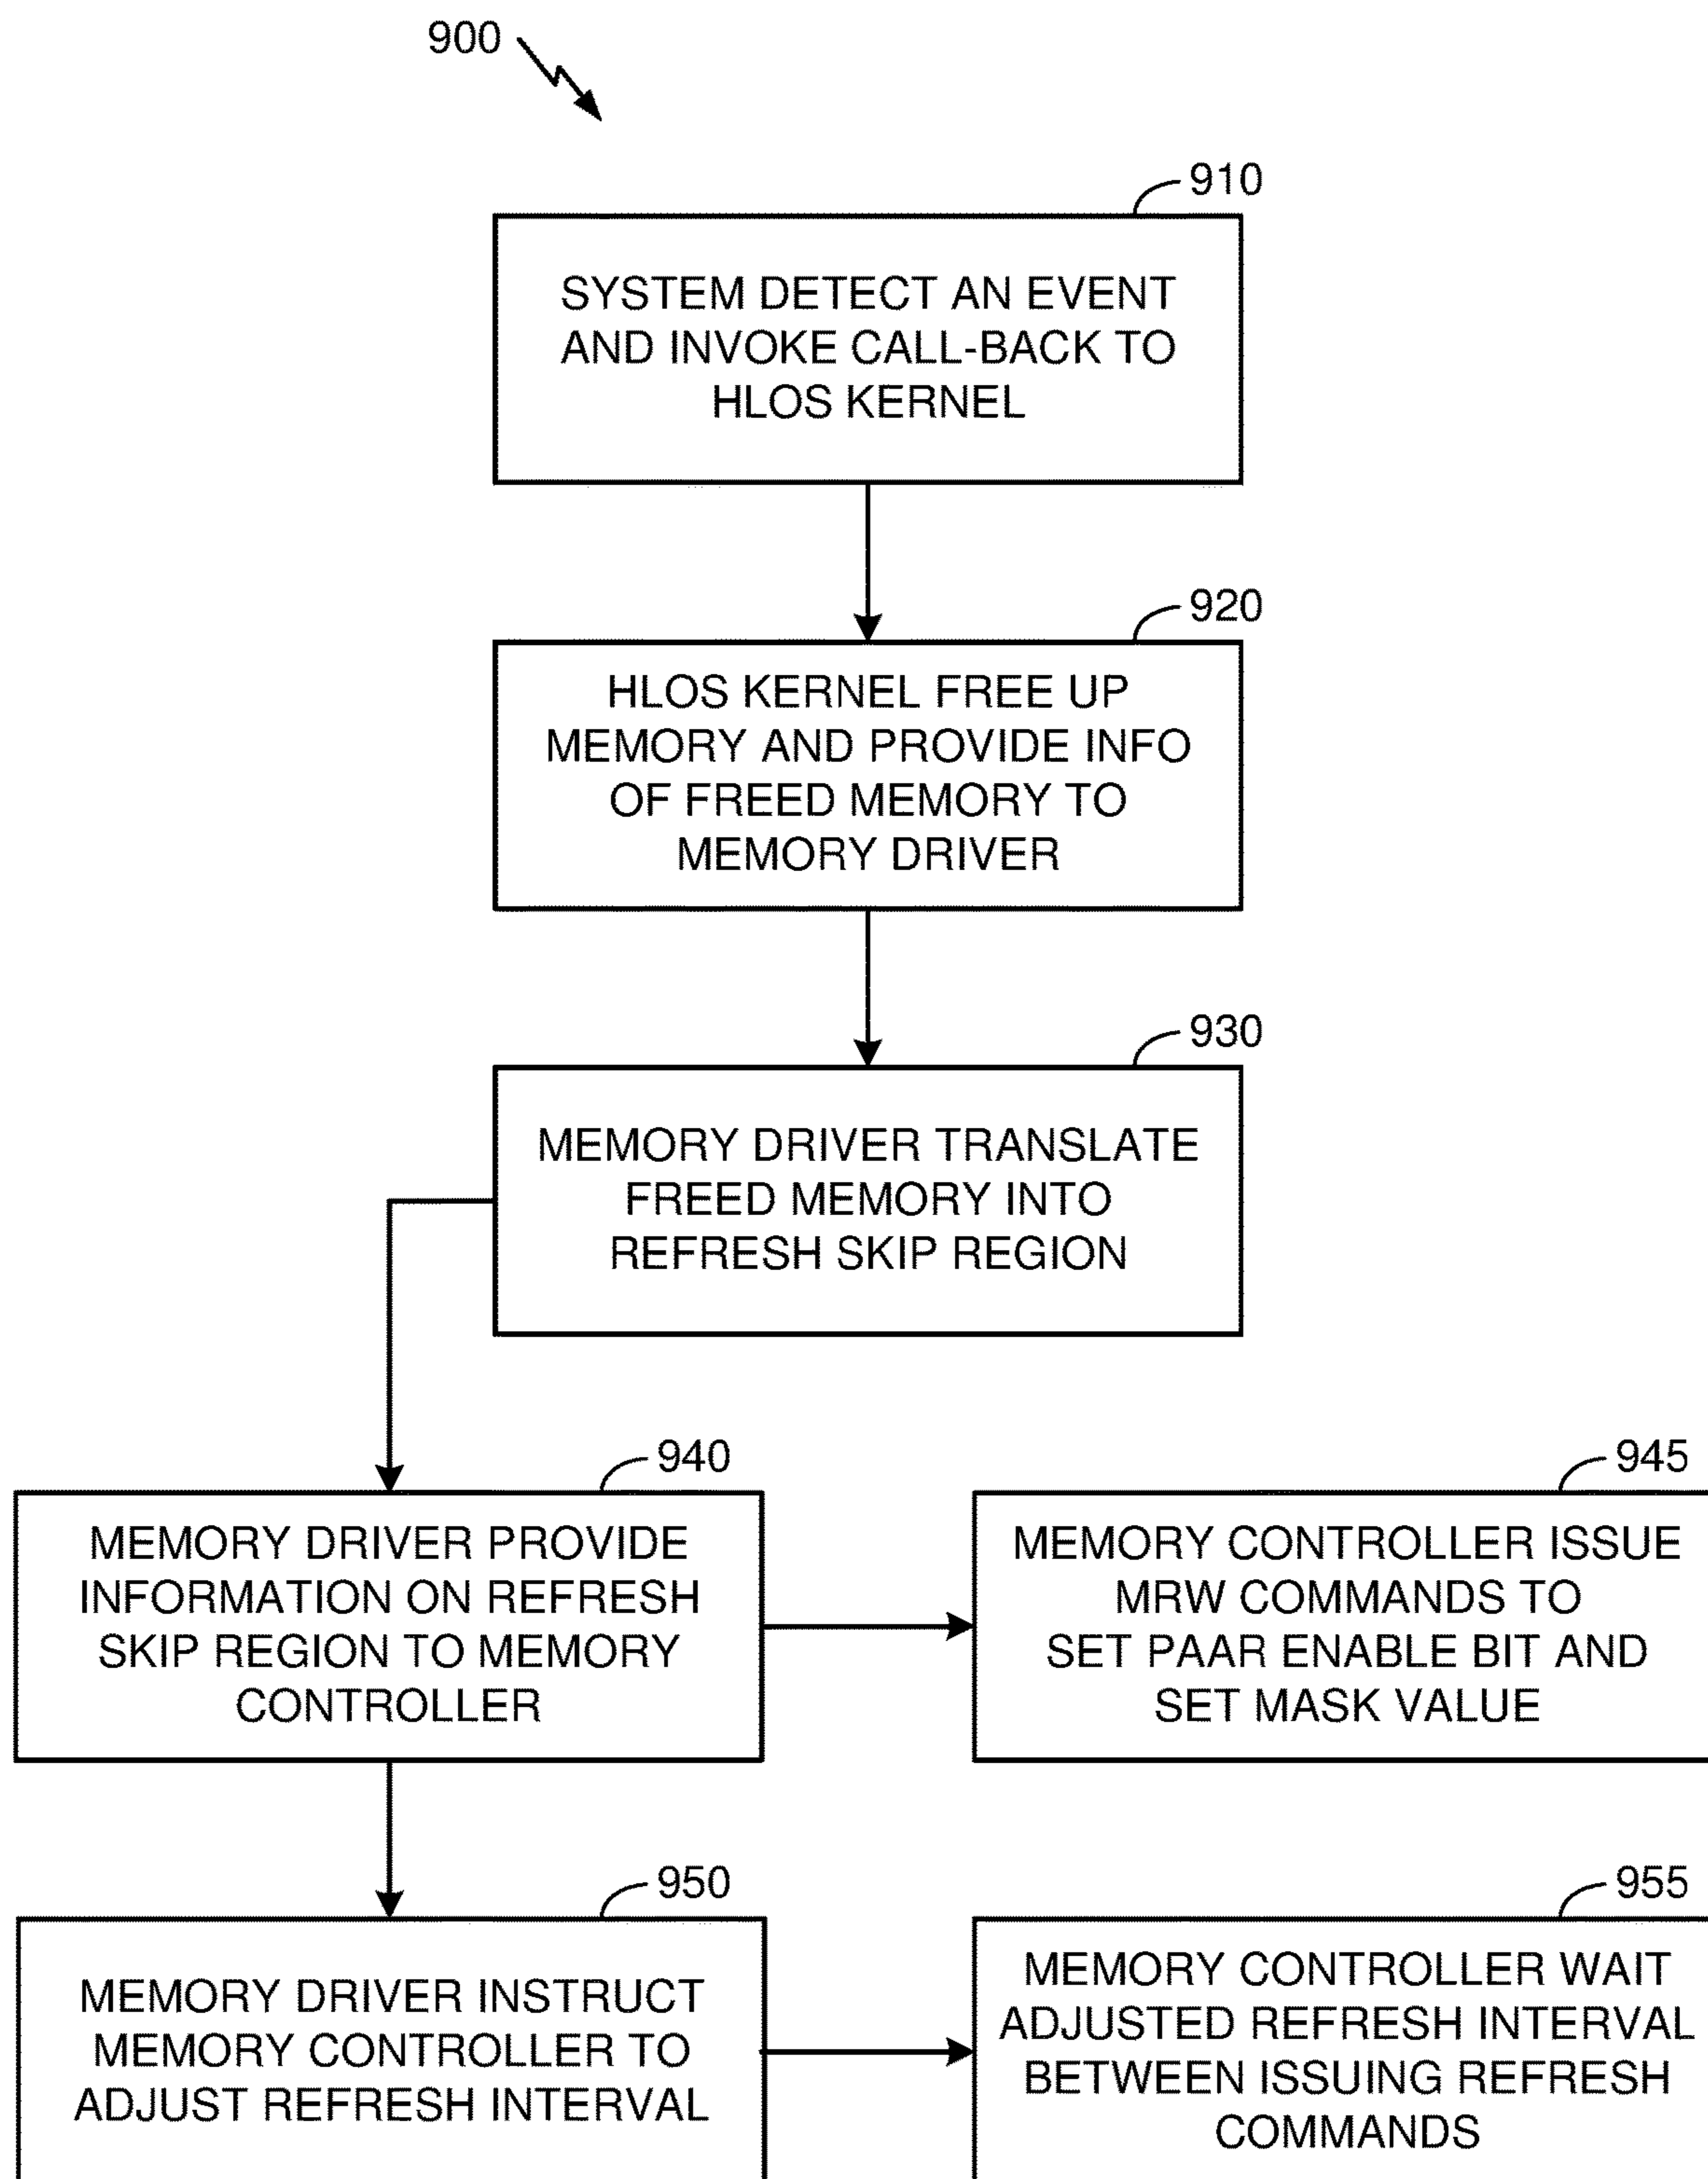 900
910
SYSTEM DETECT AN EVENT
AND INVOKE CALL-BACK TO
HLOS KERNEL
920
HLOS KERNEL FREE UP
MEMORY AND PROVIDE INFO
OF FREED MEMORY TO
MEMORY DRIVER
930
MEMORY DRIVER TRANSLATE
FREED MEMORY INTO
REFRESH SKIP REGION
940
MEMORY DRIVER PROVIDE
INFORMATION ON REFRESH
SKIP REGION TO MEMORY
CONTROLLER
945
MEMORY CONTROLLER ISSUE
MRW COMMANDS TO
SET PAAR ENABLE BIT AND
SET MASK VALUE
950
MEMORY DRIVER INSTRUCT
MEMORY CONTROLLER TO
ADJUST REFRESH INTERVAL
955
MEMORY CONTROLLER WAIT
ADJUSTED REFRESH INTERVAL
BETWEEN ISSUING REFRESH
COMMANDS